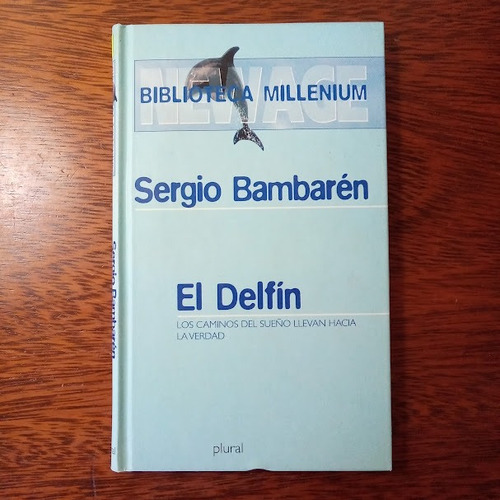 NEW AGE
BIBLIOTECA MILLENIUM
Sergio Bambarén
El Delfín
LOS CAMINOS DEL SUEÑO LLEVAN HACIA
LA VERDAD
plural
Sergio Bambarén